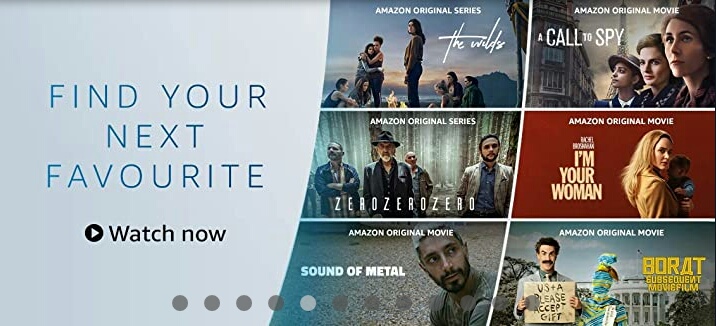 FIND YOUR
NEXT
FAVOURITE
Watch now
AMAZON ORIGINAL SERIES
the wilds
AMAZON ORIGINAL MOVIE
A CALL TO SPY
AMAZON ORIGINAL SERIES
ZEROZEROZERO
AMAZON ORIGINAL MOVIE
RACHEL
BROSNAHAN
I'M
YOUR
WOMAN
AMAZON ORIGINAL MOVIE
SOUND OF METAL
AMAZON ORIGINAL MOVIE
BORAT
SUBSEQUENT
MOVIEFILM
US+A
PLEASE
ACCEPT
GIFT